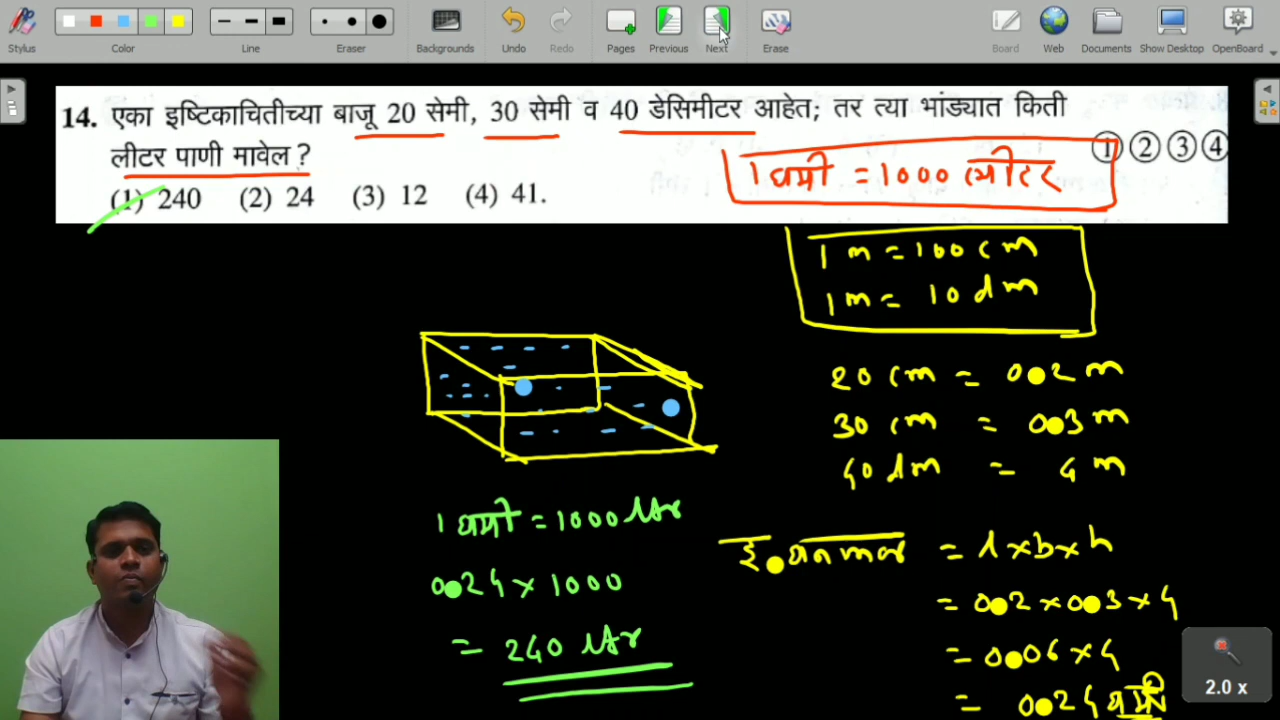 Stylus Color Line Eraser Backgrounds Undo Redo Pages Previous Next Erase Board Web Documents Show Desktop OpenBoard
14. एका इष्टिकाचितीच्या बाजू 20 सेमी, 30 सेमी व 40 डेसिमीटर आहेत; तर त्या भांड्यात किती
लीटर पाणी मावेल ? ① ② ③ ④
(1) 240 (2) 24 (3) 12 (4) 41.
1 घमी = 1000 लीटर
1 m = 100 cm
1 m = 10 dm
20 cm = 0.2 m
30 cm = 0.3 m
40 dm = 4 m
1 घमी = 1000 ltr
0.24 × 1000
= 240 ltr
इ. घनफळ = l × b × h
= 0.2 × 0.3 × 4
= 0.06 × 4
= 0.24 घमी
2.0 x